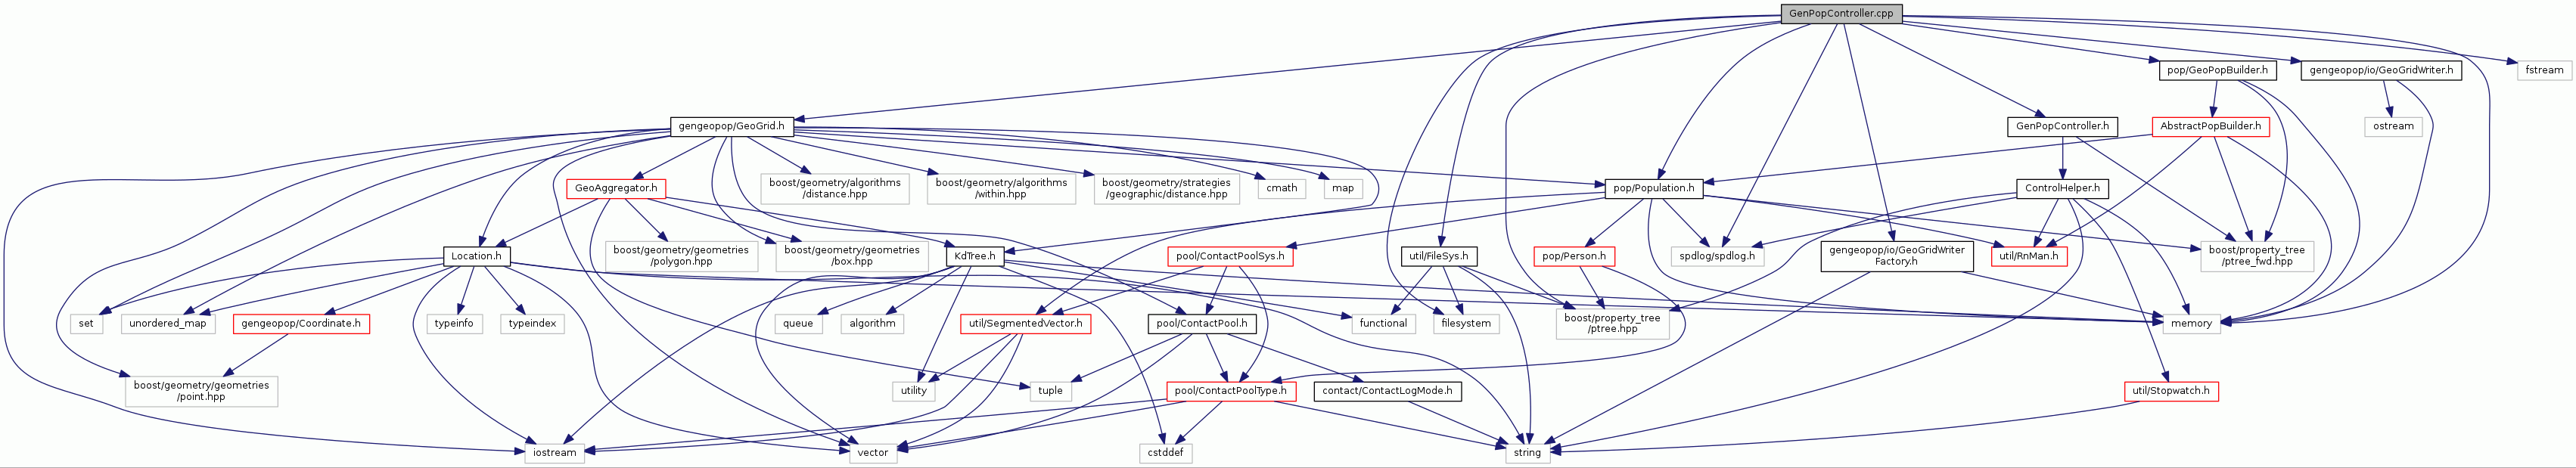 GenPopController.cpp
pop/GeoPopBuilder.h
gengeopop/io/GeoGridWriter.h
fstream
gengeopop/GeoGrid.h
GenPopController.h
AbstractPopBuilder.h
ostream
GeoAggregator.h
boost/geometry/algorithms
/distance.hpp
boost/geometry/algorithms
/within.hpp
boost/geometry/strategies
/geographic/distance.hpp
cmath
map
pop/Population.h
ControlHelper.h
Location.h
boost/geometry/geometries
/polygon.hpp
boost/geometry/geometries
/box.hpp
KdTree.h
pool/ContactPoolSys.h
util/FileSys.h
pop/Person.h
spdlog/spdlog.h
gengeopop/io/GeoGridWriter
Factory.h
util/RnMan.h
boost/property_tree
/ptree_fwd.hpp
set
unordered_map
gengeopop/Coordinate.h
typeinfo
typeindex
queue
algorithm
util/SegmentedVector.h
pool/ContactPool.h
functional
filesystem
boost/property_tree
/ptree.hpp
memory
boost/geometry/geometries
/point.hpp
utility
tuple
pool/ContactPoolType.h
contact/ContactLogMode.h
util/Stopwatch.h
iostream
vector
cstddef
string